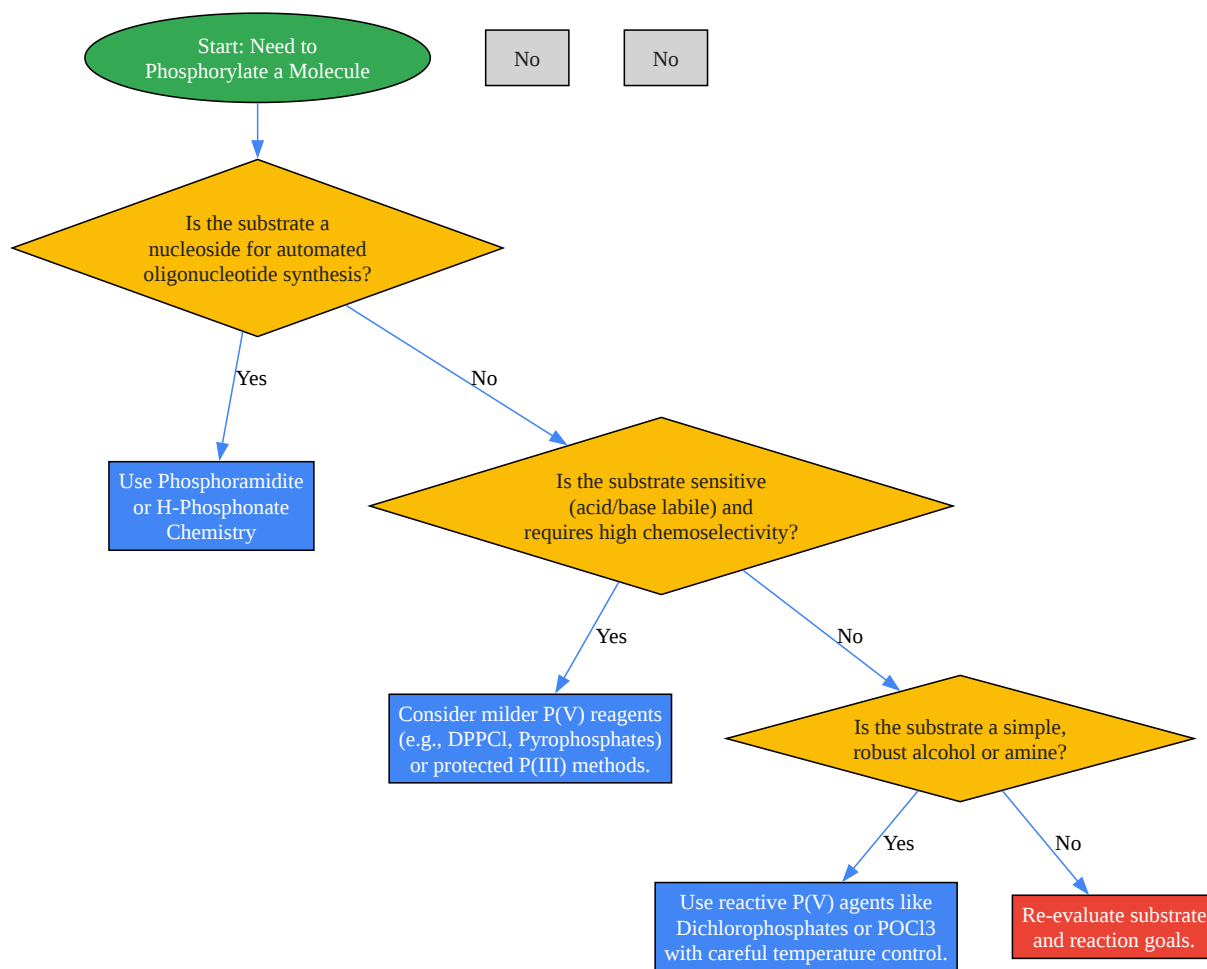 Start: Need to
Phosphorylate a Molecule
No
No
Is the substrate a
nucleoside for automated
oligonucleotide synthesis?
Yes
No
Use Phosphoramidite
or H-Phosphonate
Chemistry
Is the substrate sensitive
(acid/base labile) and
requires high chemoselectivity?
Yes
No
Consider milder P(V) reagents
(e.g., DPPCl, Pyrophosphates)
or protected P(III) methods.
Is the substrate a simple,
robust alcohol or amine?
Yes
No
Use reactive P(V) agents like
Dichlorophosphates or POCl3
with careful temperature control.
Re-evaluate substrate
and reaction goals.